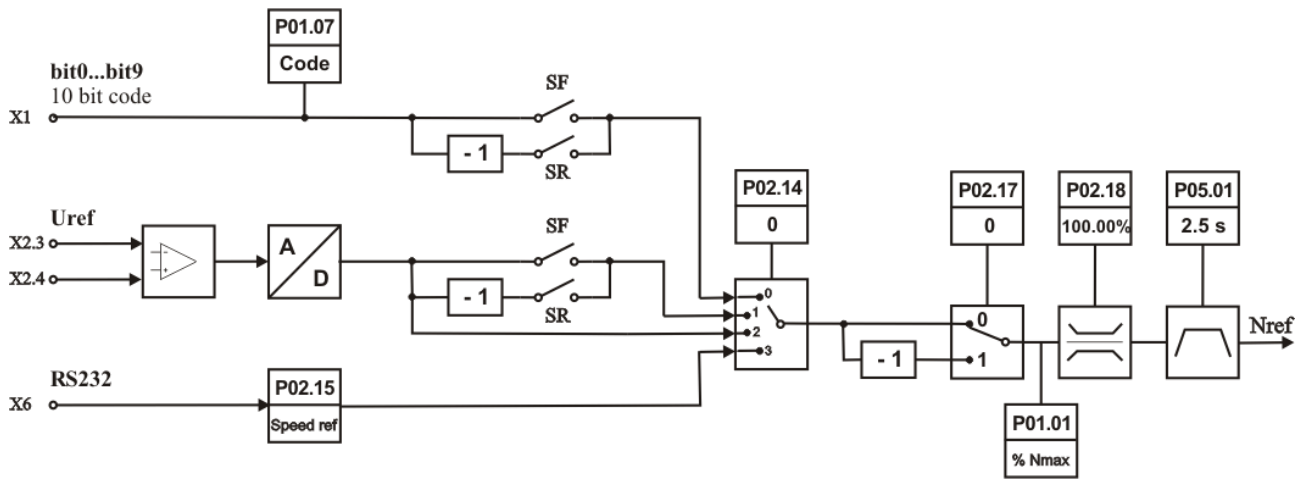 P01.07
Code
bit0...bit9
10 bit code
X1
SF
- 1
SR
Uref
X2.3
X2.4
A
D
SF
- 1
SR
RS232
X6
P02.15
Speed ref
P02.14
0
0
1
2
3
- 1
P02.17
0
0
1
P01.01
% Nmax
P02.18
100.00%
P05.01
2.5 s
Nref